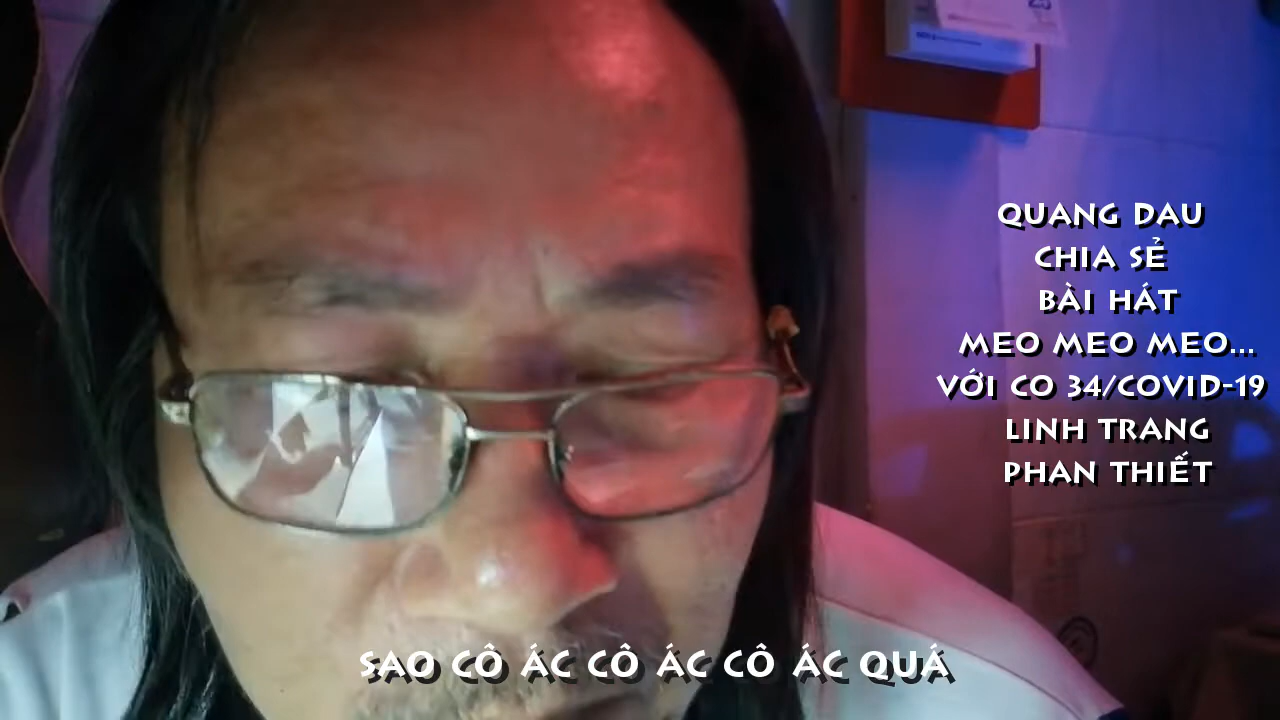 QUANG DAU
CHIA SẺ
BÀI HÁT
MEO MEO MEO...
VỚI CO 34/COVID-19
LINH TRANG
PHAN THIẾT
SAO CÔ ÁC CÔ ÁC CÔ ÁC QUÁ